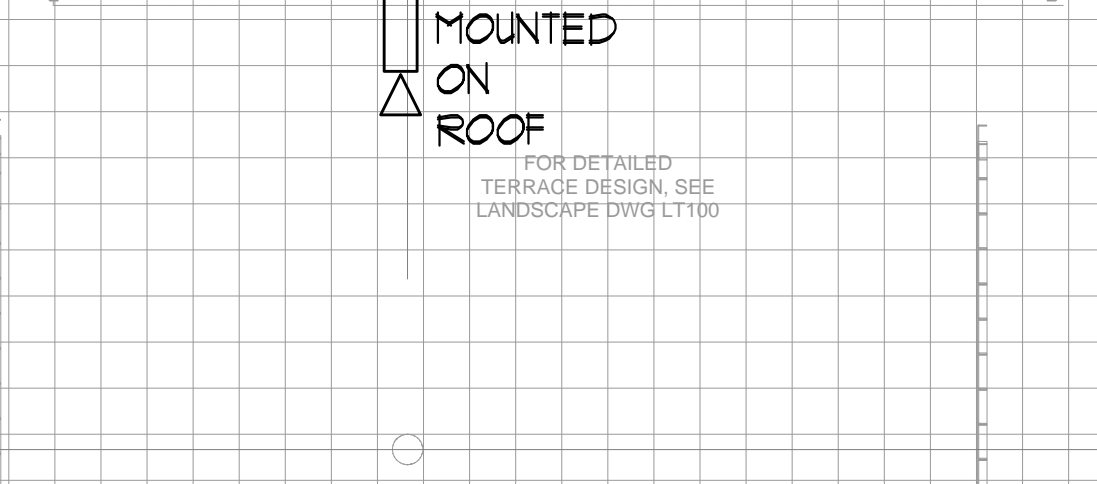 MOUNTED
ON
ROOF
FOR DETAILED
TERRACE DESIGN, SEE
LANDSCAPE DWG LT100